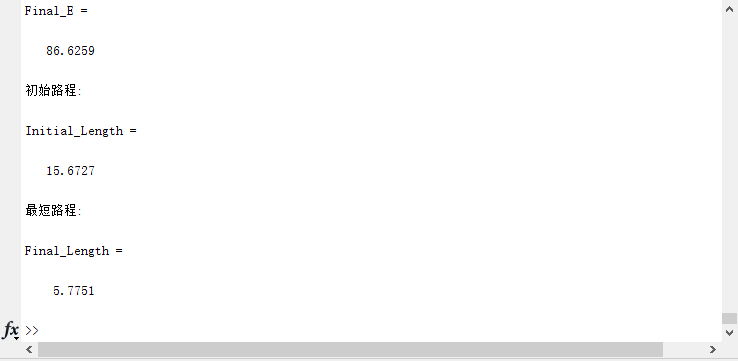 Final_E =
86.6259
初始路程:
Initial_Length =
15.6727
最短路程:
Final_Length =
5.7751
fx >>